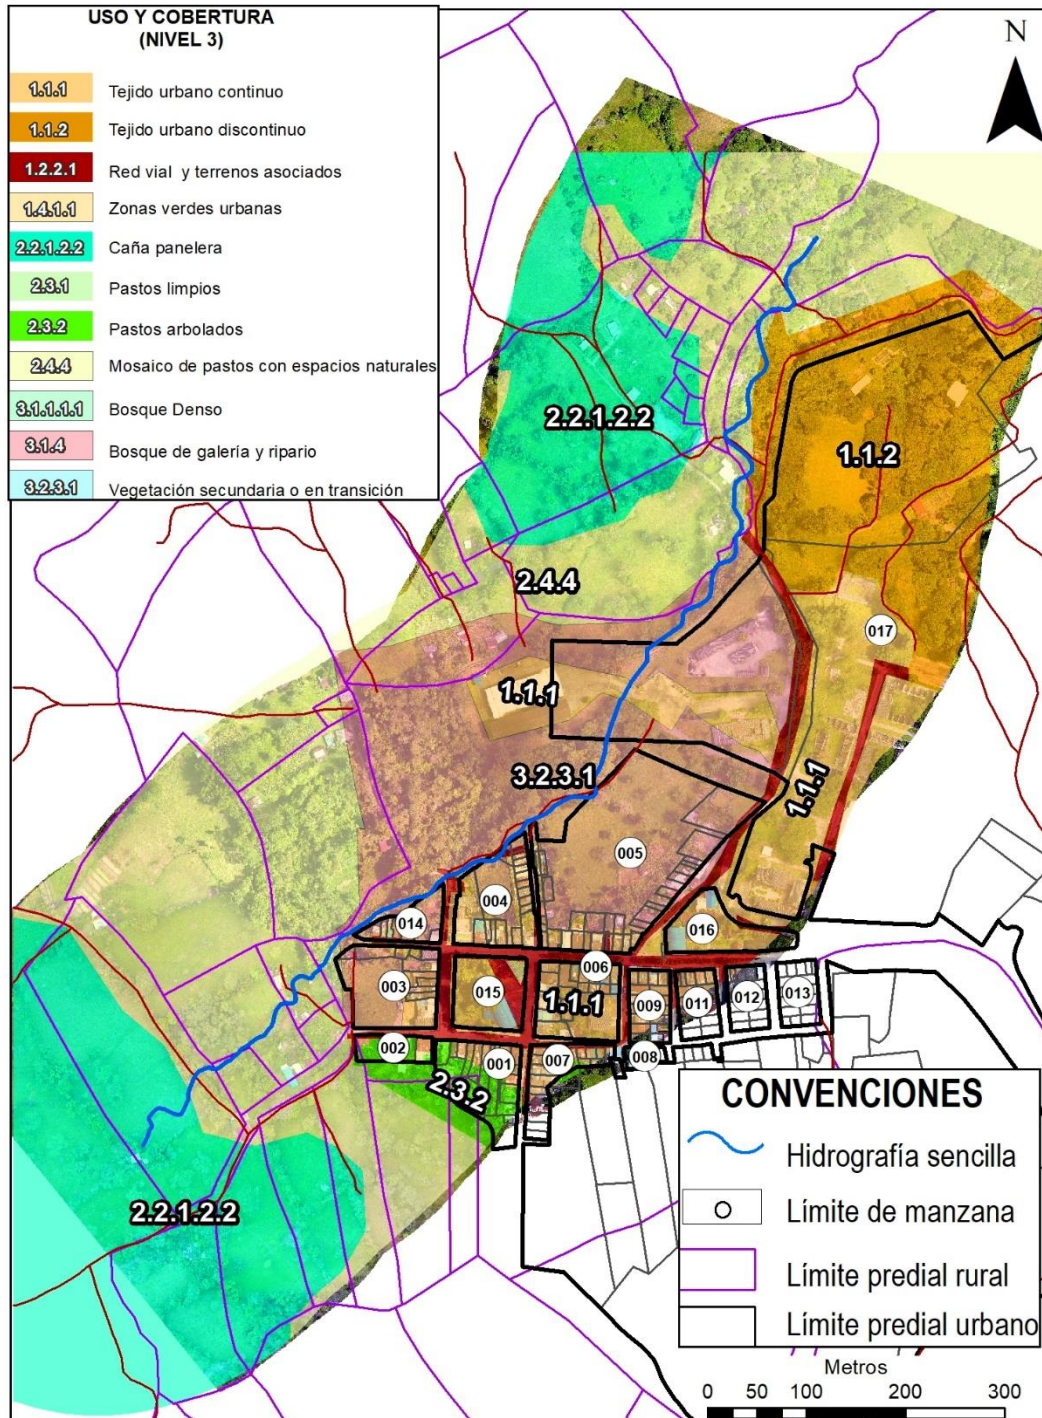 USO Y COBERTURA
(NIVEL 3)
1.1.1 Tejido urbano continuo
1.1.2 Tejido urbano discontinuo
1.2.2.1 Red vial y terrenos asociados
1.4.1.1 Zonas verdes urbanas
2.2.1.2.2 Caña panelera
2.3.1 Pastos limpios
2.3.2 Pastos arbolados
2.4.4 Mosaico de pastos con espacios naturales
3.1.1.1.1 Bosque Denso
3.1.4 Bosque de galería y ripario
3.2.3.1 Vegetación secundaria o en transición
N
2.2.1.2.2
1.1.2
2.4.4
017
1.1.1
3.2.3.1
1.1.1
005
004
014
016
006
003
015
1.1.1
009
011
012
013
002
001
007
008
2.3.2
2.2.1.2.2
CONVENCIONES
Hidrografía sencilla
Límite de manzana
Límite predial rural
Límite predial urbano
Metros
0 50 100 200 300